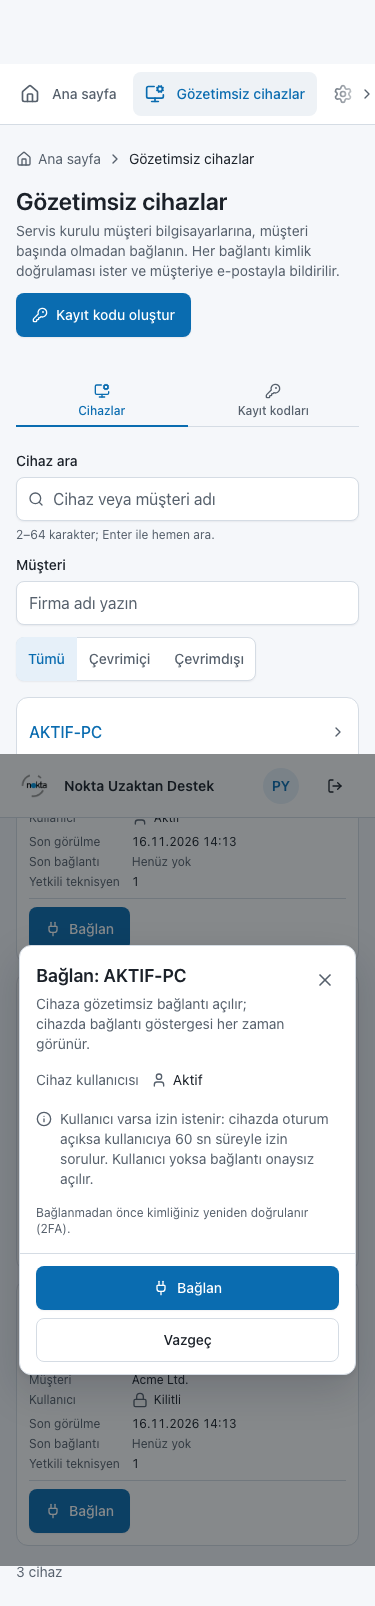 Ana sayfa
Gözetimsiz cihazlar
Ana sayfa
Gözetimsiz cihazlar
Gözetimsiz cihazlar
Servis kurulu müşteri bilgisayarlarına, müşteri
başında olmadan bağlanın. Her bağlantı kimlik
doğrulaması ister ve müşteriye e-postayla bildirilir.
Kayıt kodu oluştur
Cihazlar
Kayıt kodları
Cihaz ara
Cihaz veya müşteri adı
2–64 karakter; Enter ile hemen ara.
Müşteri
Firma adı yazın
Tümü
Çevrimiçi
Çevrimdışı
AKTIF-PC
nokta
Nokta Uzaktan Destek
PY
Kullanıcı
Aktif
Son görülme
16.11.2026 14:13
Son bağlantı
Henüz yok
Yetkili teknisyen
1
Bağlan
Bağlan: AKTIF-PC
Cihaza gözetimsiz bağlantı açılır;
cihazda bağlantı göstergesi her zaman
görünür.
Cihaz kullanıcısı
Aktif
Kullanıcı varsa izin istenir: cihazda oturum
açıksa kullanıcıya 60 sn süreyle izin
sorulur. Kullanıcı yoksa bağlantı onaysız
açılır.
Bağlanmadan önce kimliğiniz yeniden doğrulanır
(2FA).
Bağlan
Vazgeç
Müşteri
Acme Ltd.
Kullanıcı
Kilitli
Son görülme
16.11.2026 14:13
Son bağlantı
Henüz yok
Yetkili teknisyen
1
Bağlan
3 cihaz